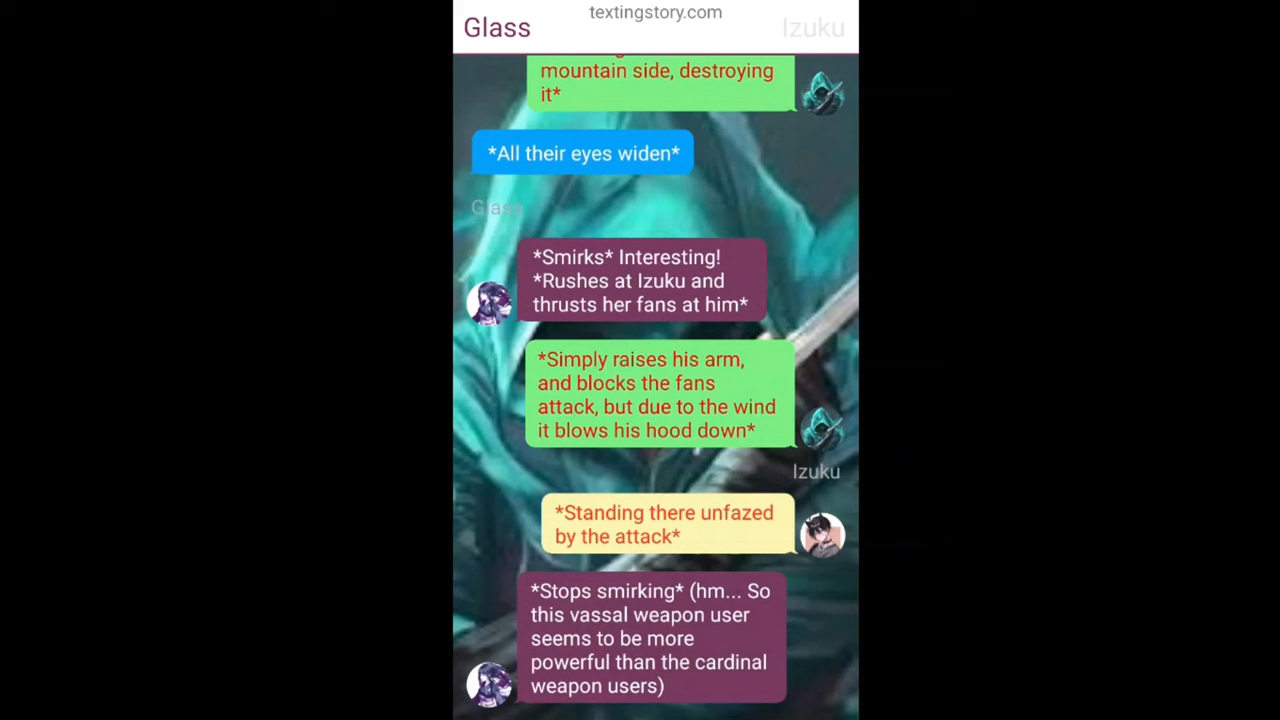 textingstory.com
Glass
Izuku
mountain side, destroying
it*
*All their eyes widen*
Glass
*Smirks* Interesting!
*Rushes at Izuku and
thrusts her fans at him*
*Simply raises his arm,
and blocks the fans
attack, but due to the wind
it blows his hood down*
Izuku
*Standing there unfazed
by the attack*
*Stops smirking* (hm... So
this vassal weapon user
seems to be more
powerful than the cardinal
weapon users)